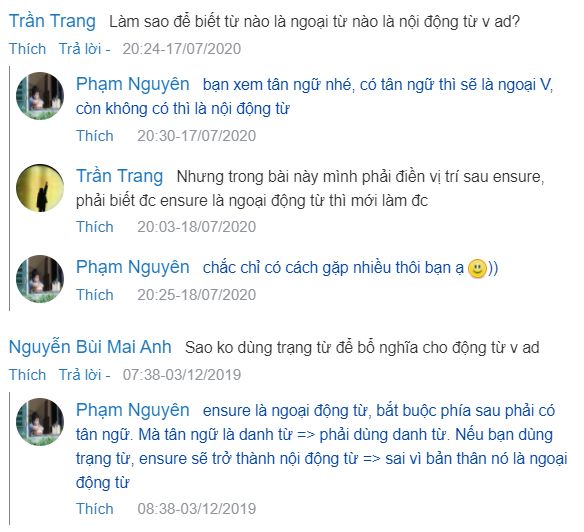 Trần Trang Làm sao để biết từ nào là ngoại từ nào là nội động từ v ad?
Thích Trả lời - 20:24-17/07/2020
Phạm Nguyên bạn xem tân ngữ nhé, có tân ngữ thì sẽ là ngoại V,
còn không có thì là nội động từ
Thích 20:30-17/07/2020
Trần Trang Nhưng trong bài này mình phải điền vị trí sau ensure,
phải biết đc ensure là ngoại động từ thì mới làm đc
Thích 20:03-18/07/2020
Phạm Nguyên chắc chỉ có cách gặp nhiều thôi bạn ạ ))
Thích 20:25-18/07/2020
Nguyễn Bùi Mai Anh Sao ko dùng trạng từ để bổ nghĩa cho động từ v ad
Thích Trả lời - 07:38-03/12/2019
Phạm Nguyên ensure là ngoại động từ, bắt buộc phía sau phải có
tân ngữ. Mà tân ngữ là danh từ => phải dùng danh từ. Nếu bạn dùng
trạng từ, ensure sẽ trở thành nội động từ => sai vì bản thân nó là ngoại
động từ
Thích 08:38-03/12/2019